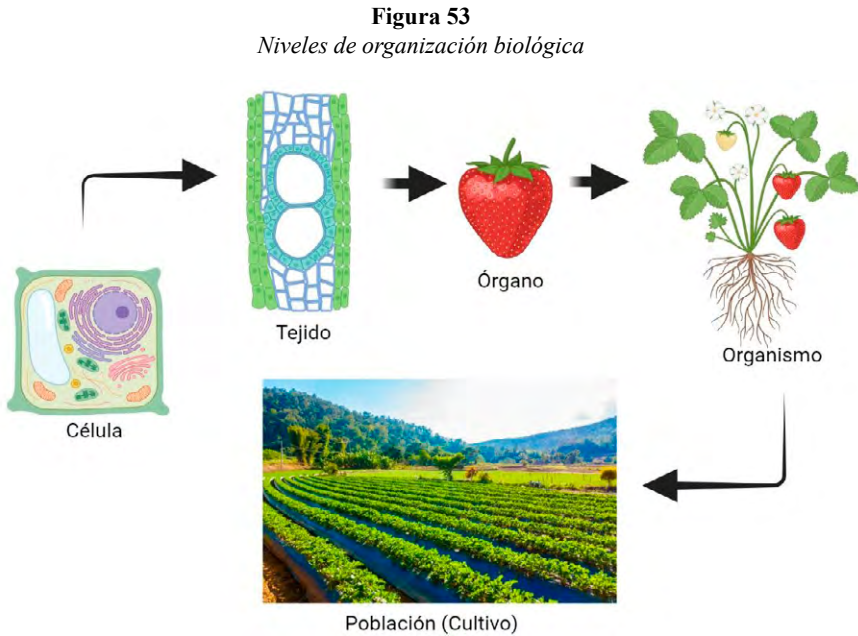 Figura 53
Niveles de organización biológica
Tejido
Órgano
Organismo
Célula
Población (Cultivo)